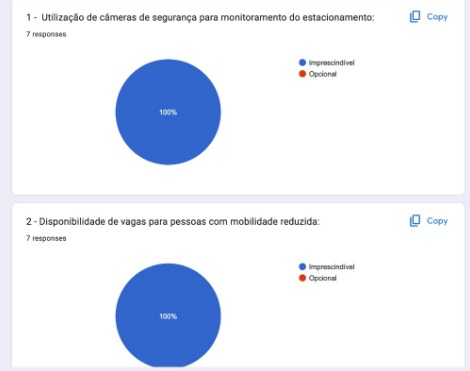 1 - Utilização de câmeras de segurança para monitoramento do estacionamento:
Copy
7 responses
Imprescindível
Opcional
100%
2 - Disponibilidade de vagas para pessoas com mobilidade reduzida:
Copy
7 responses
Imprescindível
Opcional
100%